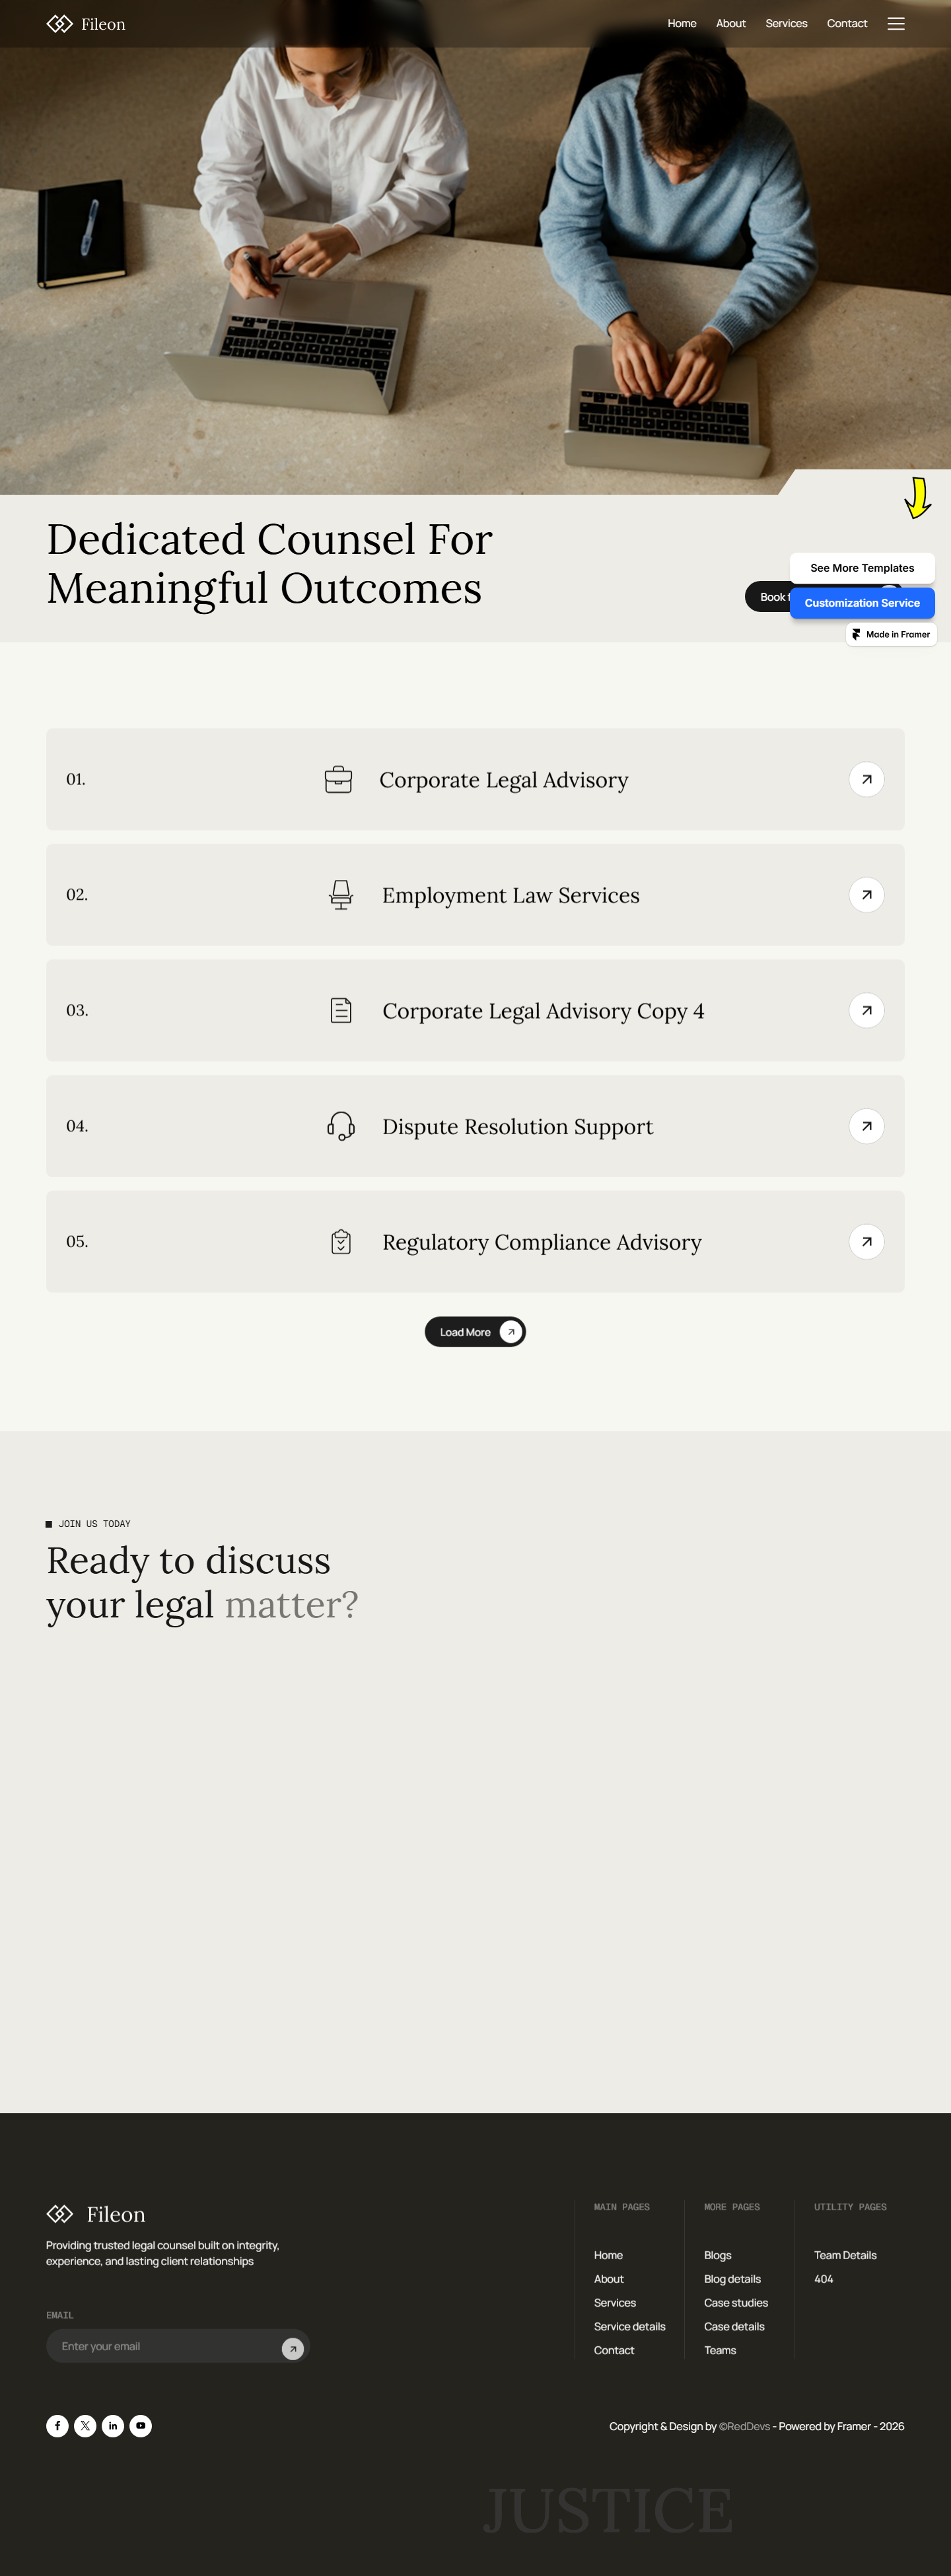 Fileon
Home About Services Contact
Dedicated Counsel For
Meaningful Outcomes
See More Templates
Book
Customization Service
Made in Framer
01. Corporate Legal Advisory
02. Employment Law Services
03. Corporate Legal Advisory Copy 4
04. Dispute Resolution Support
05. Regulatory Compliance Advisory
Load More
JOIN US TODAY
Ready to discuss
your legal matter?
Fileon
Providing trusted legal counsel built on integrity,
experience, and lasting client relationships
EMAIL
Enter your email
MAIN PAGES
Home
About
Services
Service details
Contact
MORE PAGES
Blogs
Blog details
Case studies
Case details
Teams
UTILITY PAGES
Team Details
404
Copyright & Design by ©RedDevs - Powered by Framer - 2026
JUSTICE